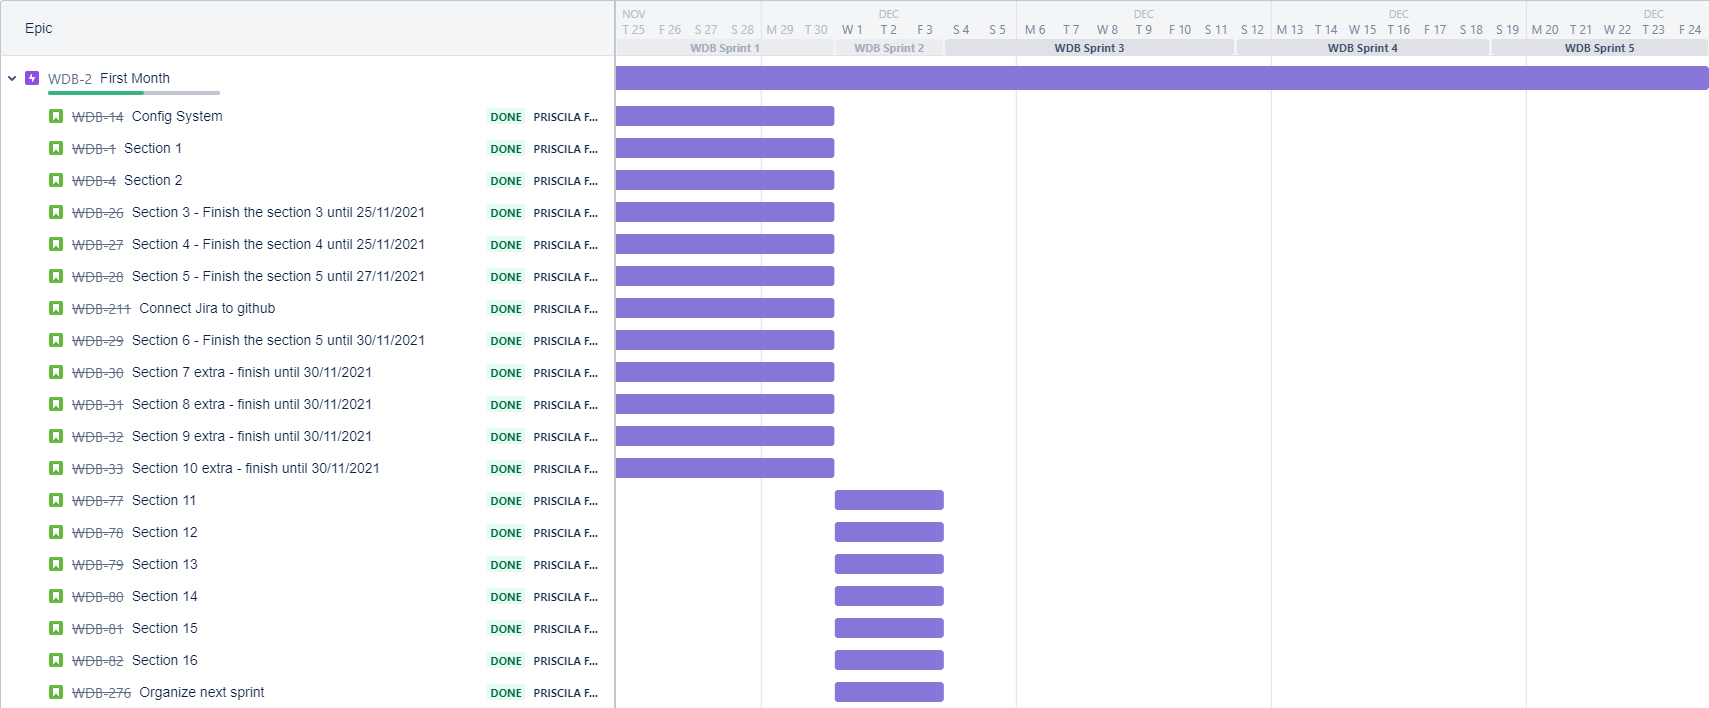 Epic
NOV DEC DEC DEC DEC
T 25 F 26 S 27 S 28 M 29 T 30 W 1 T 2 F 3 S 4 S 5 M 6 T 7 W 8 T 9 F 10 S 11 S 12 M 13 T 14 W 15 T 16 F 17 S 18 S 19 M 20 T 21 W 22 T 23 F 24
WDB Sprint 1 WDB Sprint 2 WDB Sprint 3 WDB Sprint 4 WDB Sprint 5
WDB-2 First Month
WDB-14 Config System DONE PRISCILA F...
WDB-1 Section 1 DONE PRISCILA F...
WDB-4 Section 2 DONE PRISCILA F...
WDB-26 Section 3 - Finish the section 3 until 25/11/2021 DONE PRISCILA F...
WDB-27 Section 4 - Finish the section 4 until 25/11/2021 DONE PRISCILA F...
WDB-28 Section 5 - Finish the section 5 until 27/11/2021 DONE PRISCILA F...
WDB-211 Connect Jira to github DONE PRISCILA F...
WDB-29 Section 6 - Finish the section 5 until 30/11/2021 DONE PRISCILA F...
WDB-30 Section 7 extra - finish until 30/11/2021 DONE PRISCILA F...
WDB-31 Section 8 extra - finish until 30/11/2021 DONE PRISCILA F...
WDB-32 Section 9 extra - finish until 30/11/2021 DONE PRISCILA F...
WDB-33 Section 10 extra - finish until 30/11/2021 DONE PRISCILA F...
WDB-77 Section 11 DONE PRISCILA F...
WDB-78 Section 12 DONE PRISCILA F...
WDB-79 Section 13 DONE PRISCILA F...
WDB-80 Section 14 DONE PRISCILA F...
WDB-81 Section 15 DONE PRISCILA F...
WDB-82 Section 16 DONE PRISCILA F...
WDB-276 Organize next sprint DONE PRISCILA F...